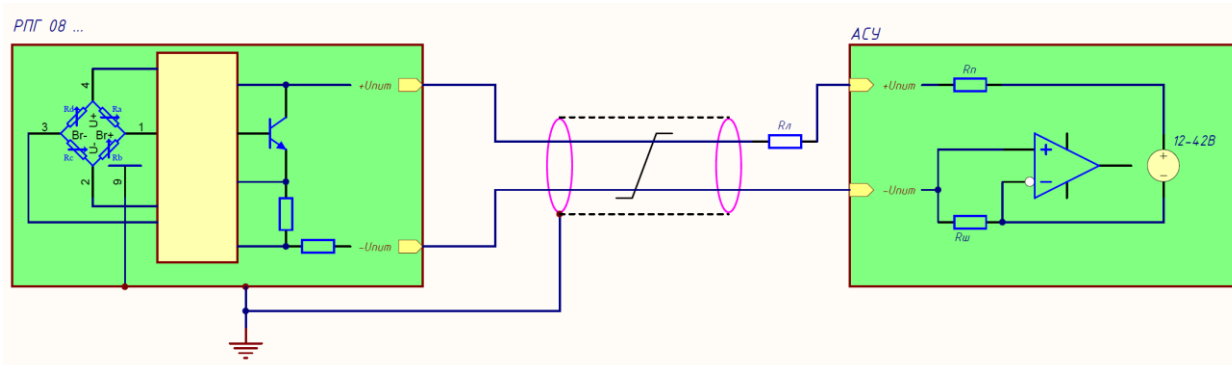 РПГ 08 ...
АСУ
4
Rd
Ra
U+
3
Br-
Br+
1
Rc
U-
Rb
2
9
+Uпит
-Uпит
Rл
+Uпит
Rп
12-42В
+
-
+
-
-Uпит
Rш